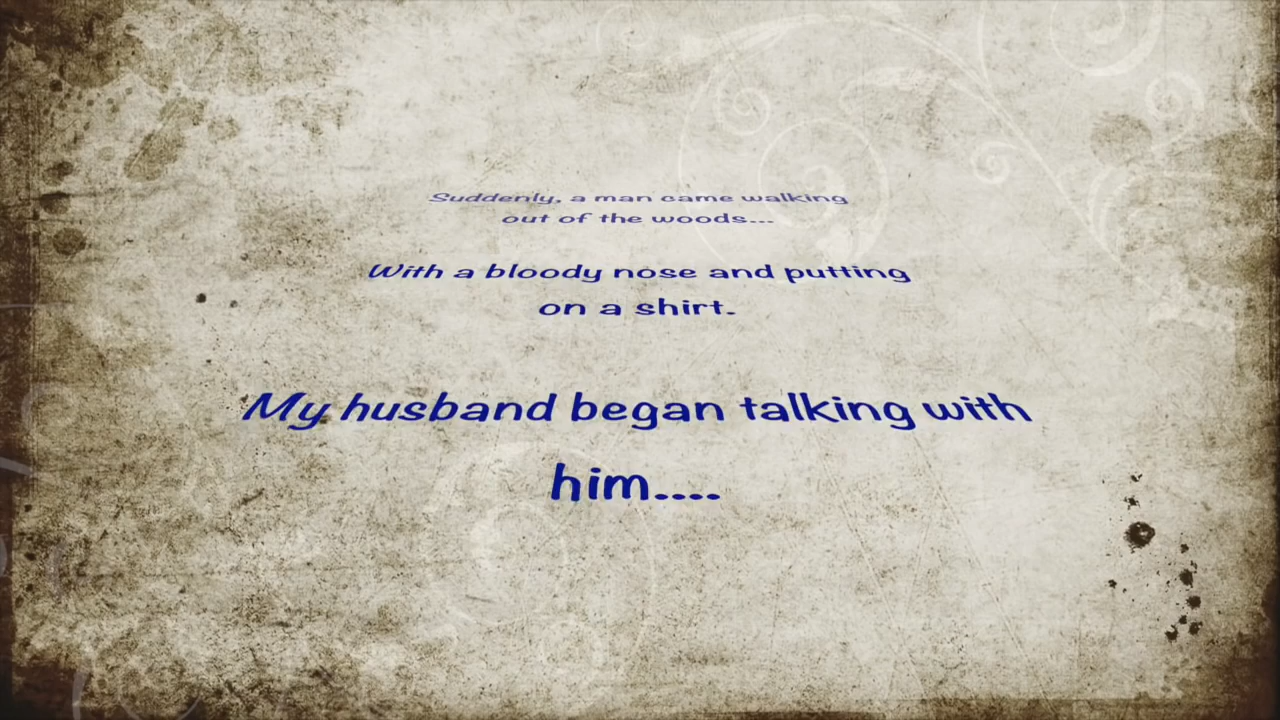 Suddenly, a man came walking
out of the woods...
With a bloody nose and putting
on a shirt.
My husband began talking with
him....